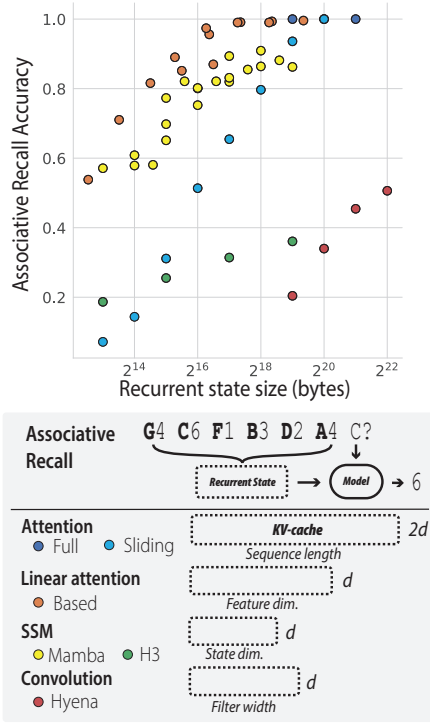 1.0
0.8
0.6
0.4
0.2
Associative Recall Accuracy
2^14 2^16 2^18 2^20 2^22
Recurrent state size (bytes)
Associative Recall
G4 C6 F1 B3 D2 A4 C?
Recurrent State
Model
6
Attention
Full Sliding
KV-cache
2d
Sequence length
Linear attention
Based
d
Feature dim.
SSM
Mamba H3
d
State dim.
Convolution
Hyena
d
Filter width